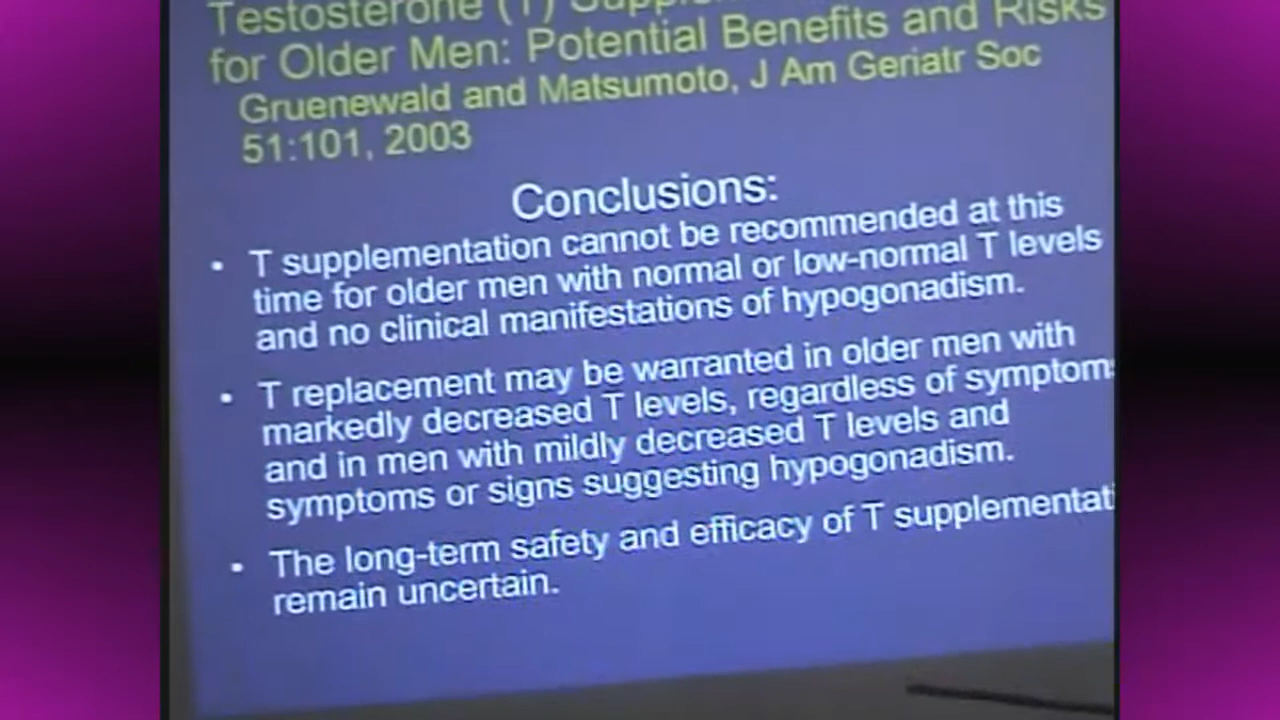 Testosterone (T)
for Older Men: Potential Benefits and Risks
Gruenewald and Matsumoto, J Am Geriatr Soc
51:101, 2003
Conclusions:
• T supplementation cannot be recommended at this
time for older men with normal or low-normal T levels
and no clinical manifestations of hypogonadism.
• T replacement may be warranted in older men with
markedly decreased T levels, regardless of symptoms
and in men with mildly decreased T levels and
symptoms or signs suggesting hypogonadism.
• The long-term safety and efficacy of T supplementati
remain uncertain.